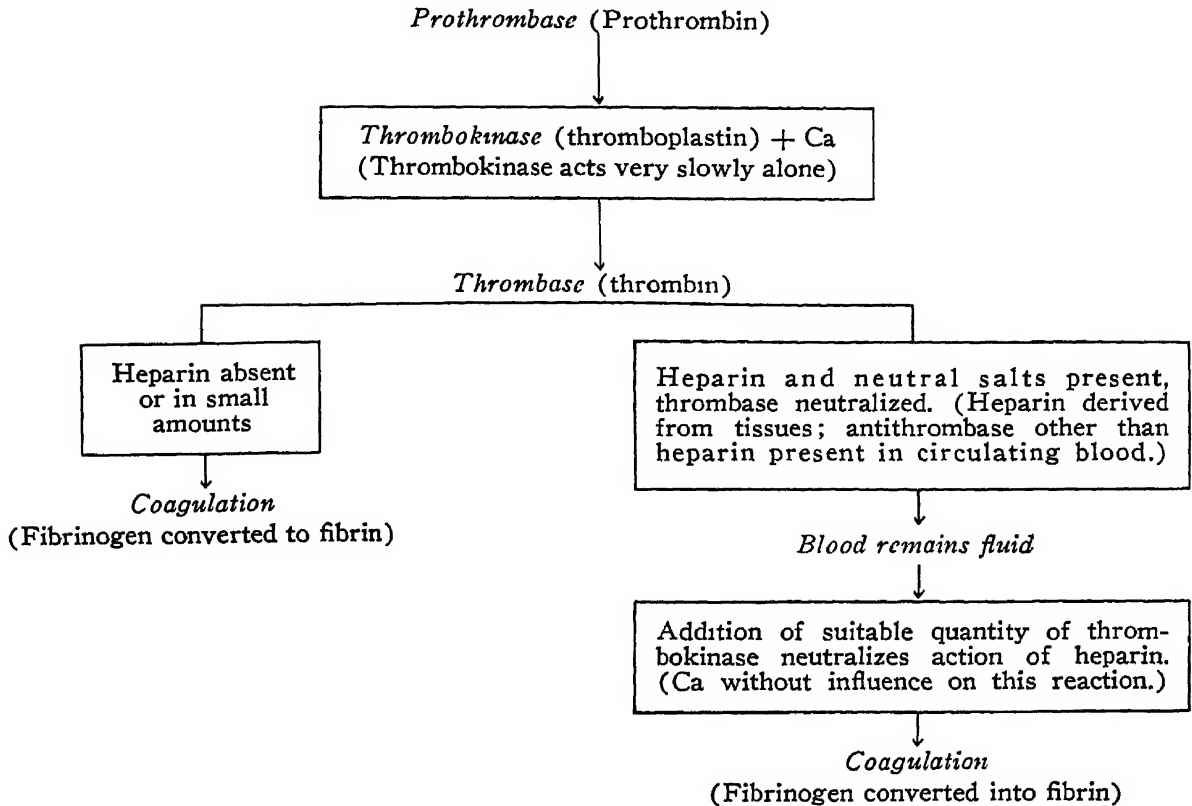 Prothrombase (Prothrombin)
Thrombokinase (thromboplastin) + Ca
(Thrombokinase acts very slowly alone)
Thrombase (thrombin)
Heparin absent
or in small
amounts
Coagulation
(Fibrinogen converted to fibrin)
Heparin and neutral salts present,
thrombase neutralized. (Heparin derived
from tissues; antithrombase other than
heparin present in circulating blood.)
Blood remains fluid
Addition of suitable quantity of throm-
bokinase neutralizes action of heparin.
(Ca without influence on this reaction.)
Coagulation
(Fibrinogen converted into fibrin)